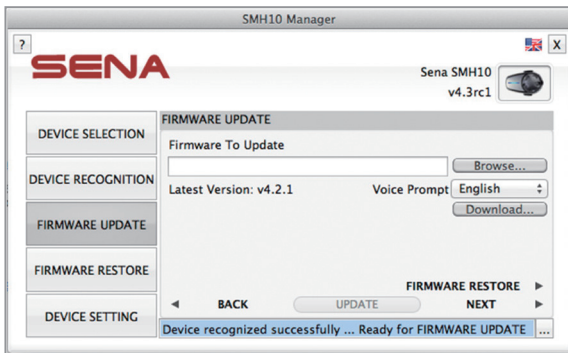 SMH10 Manager
?
X
SENA
Sena SMH10
v4.3rc1
DEVICE SELECTION
DEVICE RECOGNITION
FIRMWARE UPDATE
FIRMWARE RESTORE
DEVICE SETTING
FIRMWARE UPDATE
Firmware To Update
Browse...
Latest Version: v4.2.1
Voice Prompt English
Download...
FIRMWARE RESTORE
BACK UPDATE NEXT
Device recognized successfully ... Ready for FIRMWARE UPDATE ...